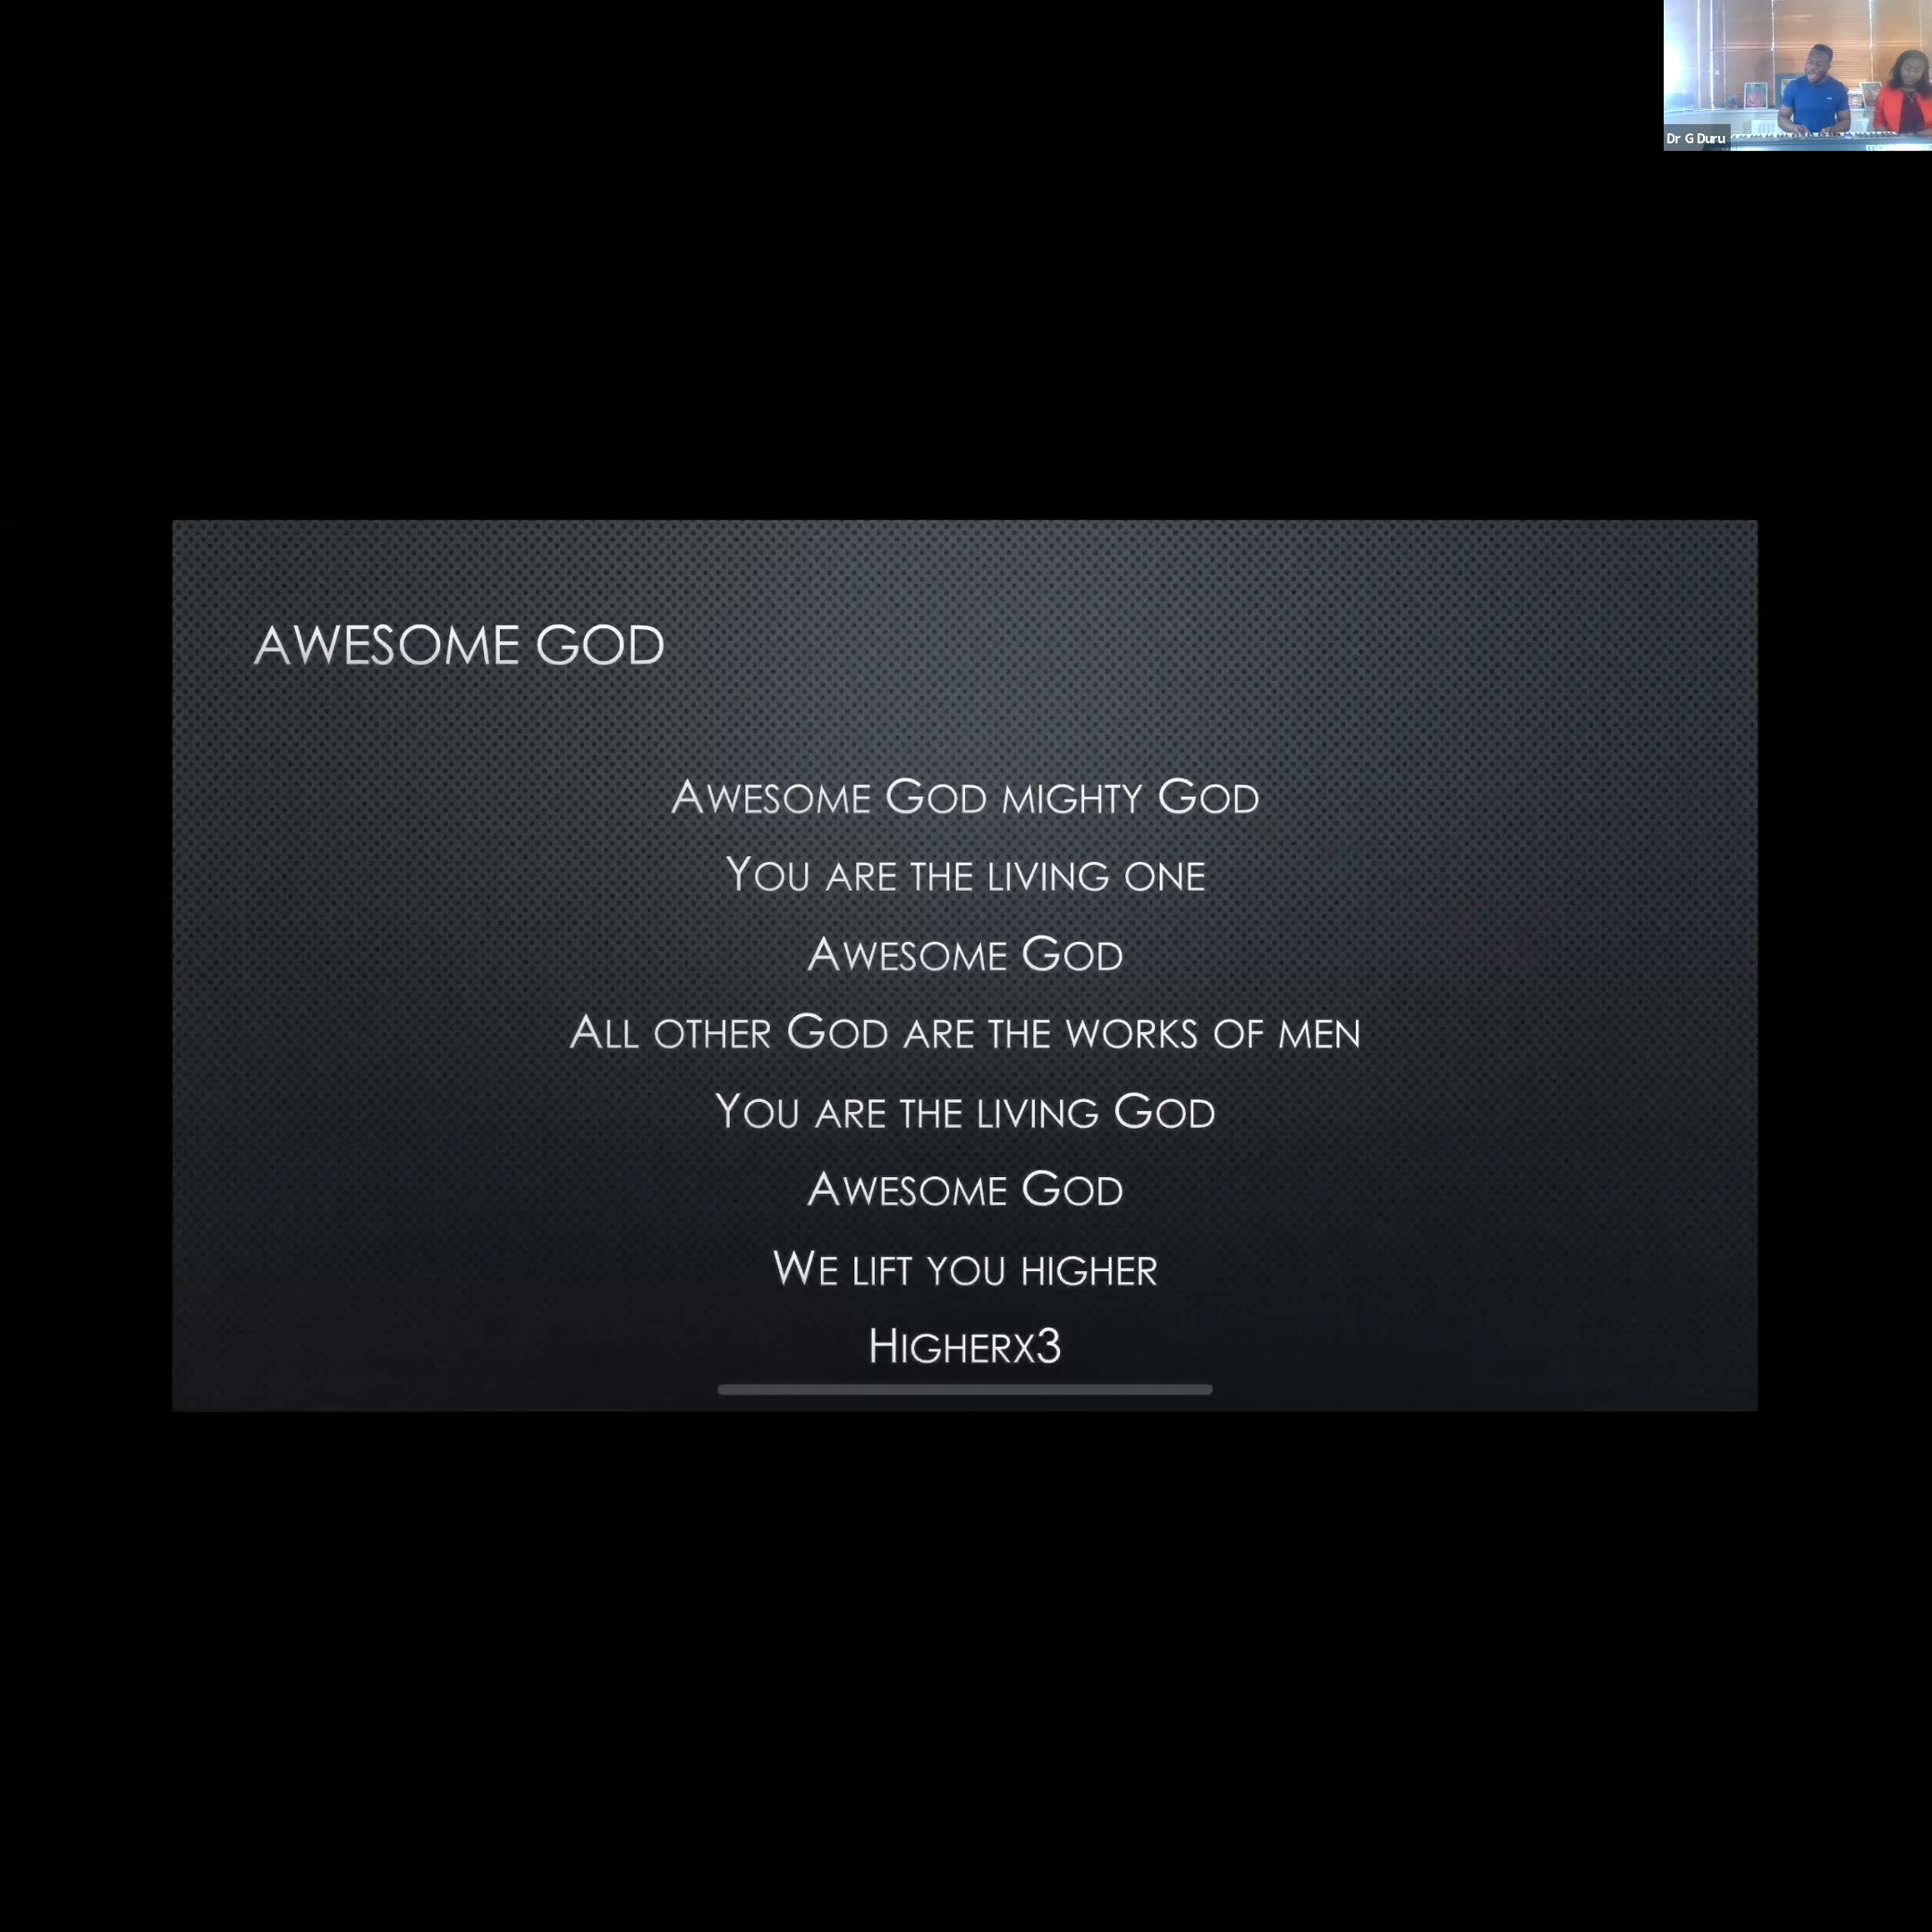 Dr G Duru
AWESOME GOD
AWESOME GOD MIGHTY GOD
YOU ARE THE LIVING ONE
AWESOME GOD
ALL OTHER GOD ARE THE WORKS OF MEN
YOU ARE THE LIVING GOD
AWESOME GOD
WE LIFT YOU HIGHER
HIGHERX3